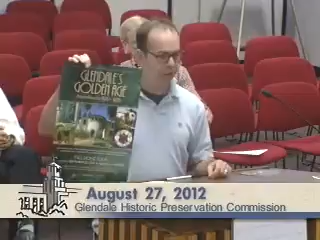 GLENDALE'S
GOLDEN AGE
August 27, 2012
Glendale Historic Preservation Commission